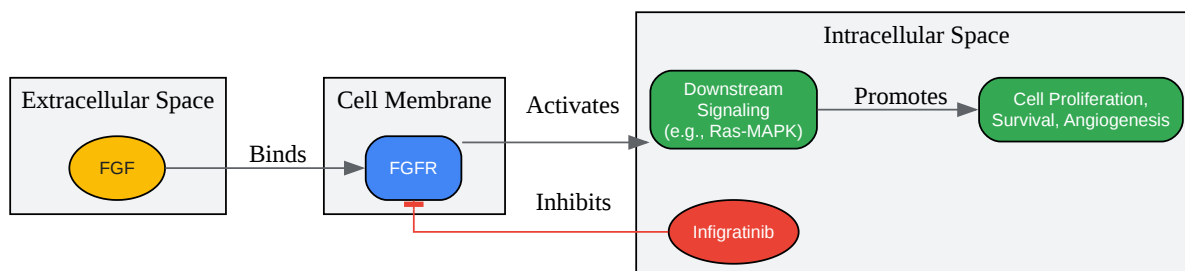 Extracellular Space
FGF
Binds
Cell Membrane
FGFR
Activates
Inhibits
Intracellular Space
Downstream
Signaling
(e.g., Ras-MAPK)
Promotes
Cell Proliferation,
Survival, Angiogenesis
Infigratinib